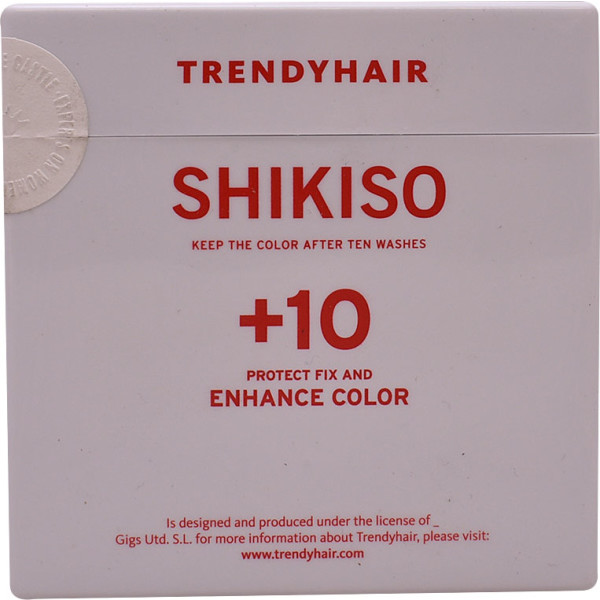 TRENDYHAIR
SHIKISO
KEEP THE COLOR AFTER TEN WASHES
+10
PROTECT FIX AND
ENHANCE COLOR
Is designed and produced under the license of _
Gigs Utd. S.L. for more information about Trendyhair, please visit:
www.trendyhair.com